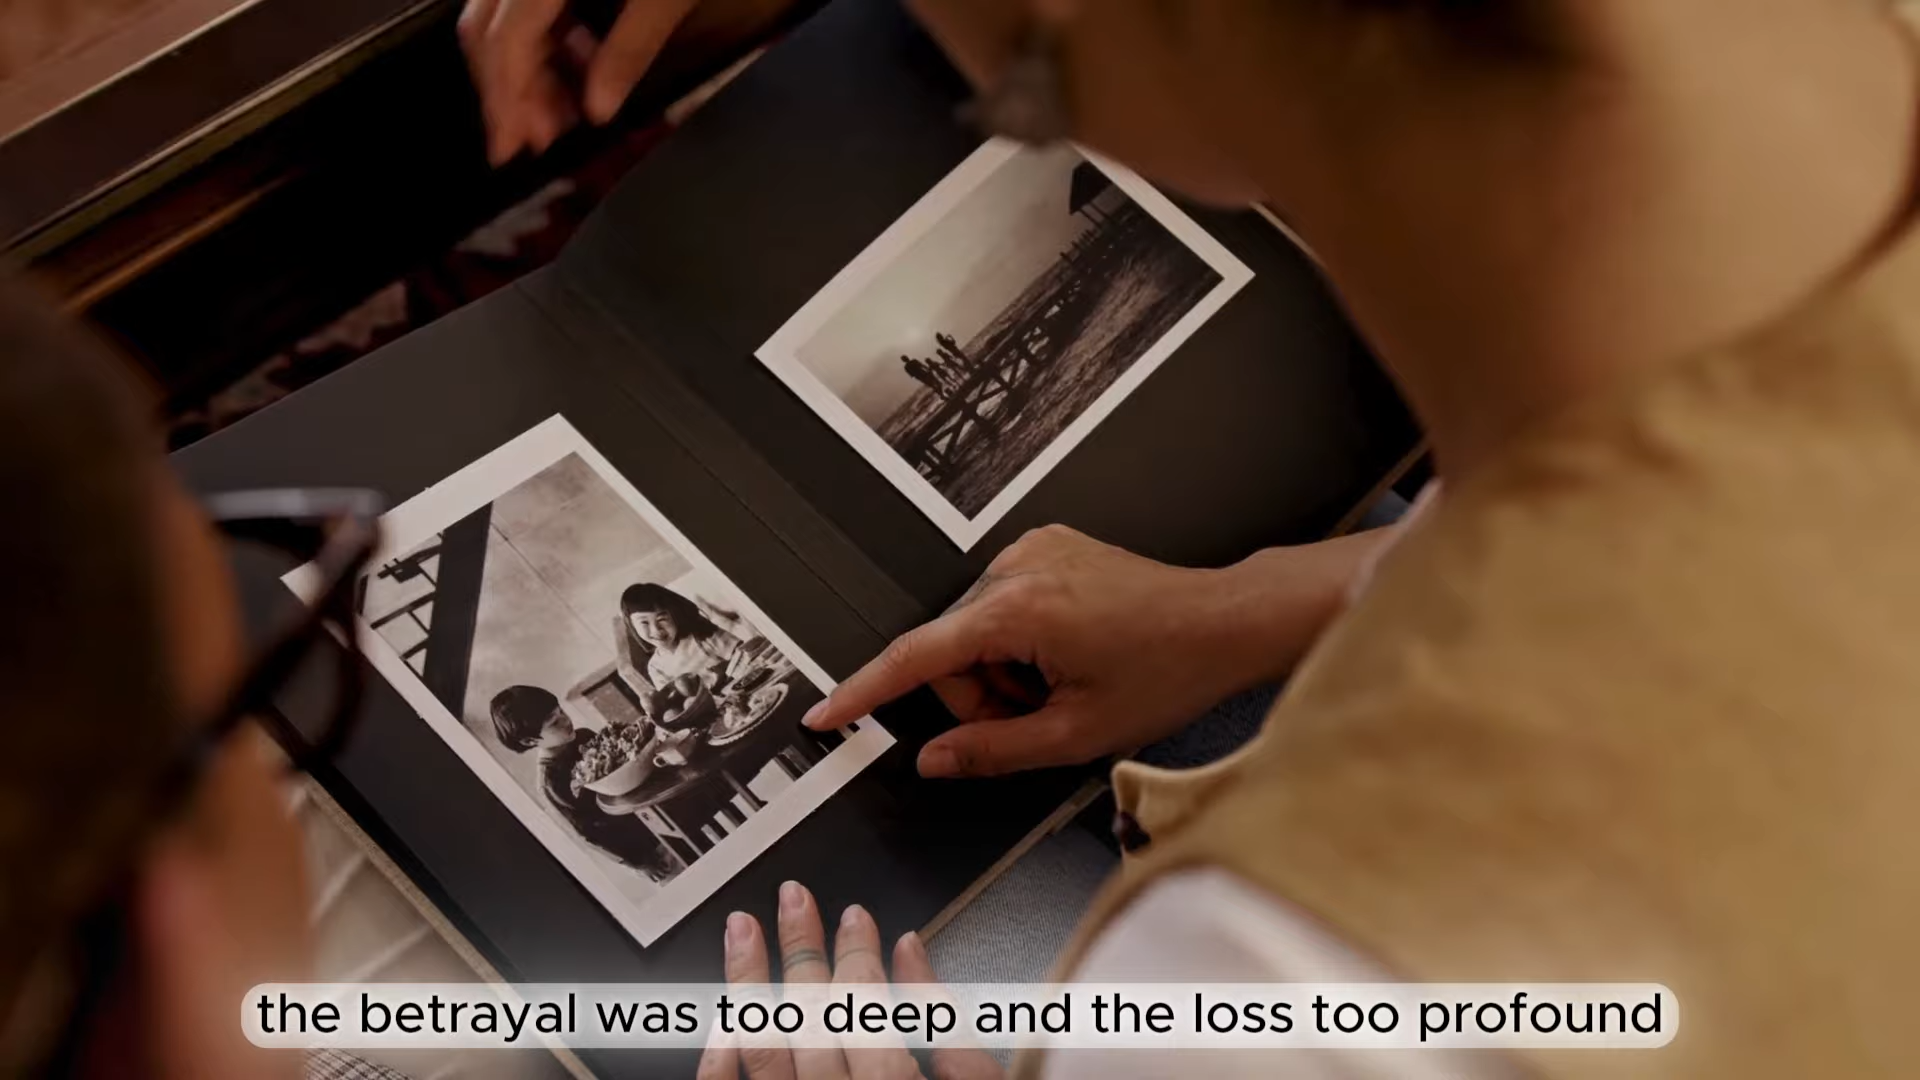 the betrayal was too deep and the loss too profound